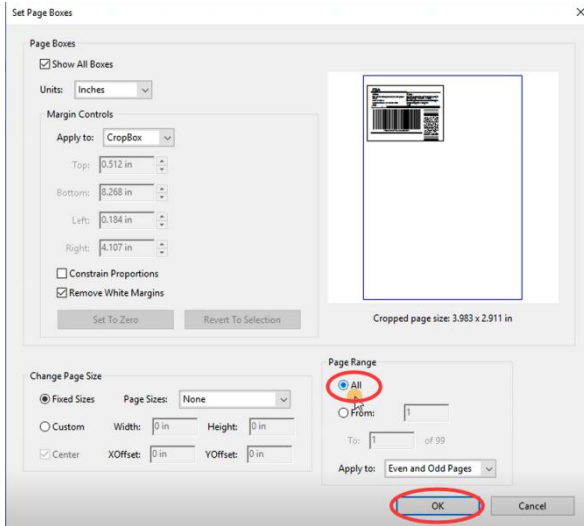 Set Page Boxes
Page Boxes
Show All Boxes
Units: Inches
Margin Controls
Apply to: CropBox
Top: 0.512 in
Bottom: 8.268 in
Left: 0.184 in
Right: 4.107 in
Constrain Proportions
Remove White Margins
Set To Zero Revert To Selection
Cropped page size: 3.983 x 2.911 in
Change Page Size
Fixed Sizes Page Sizes: None
Custom Width: 0 in Height: 0 in
Center XOffset: 0 in YOffset: 0 in
Page Range
All
From: 1
To: 1 of 99
Apply to: Even and Odd Pages
OK Cancel